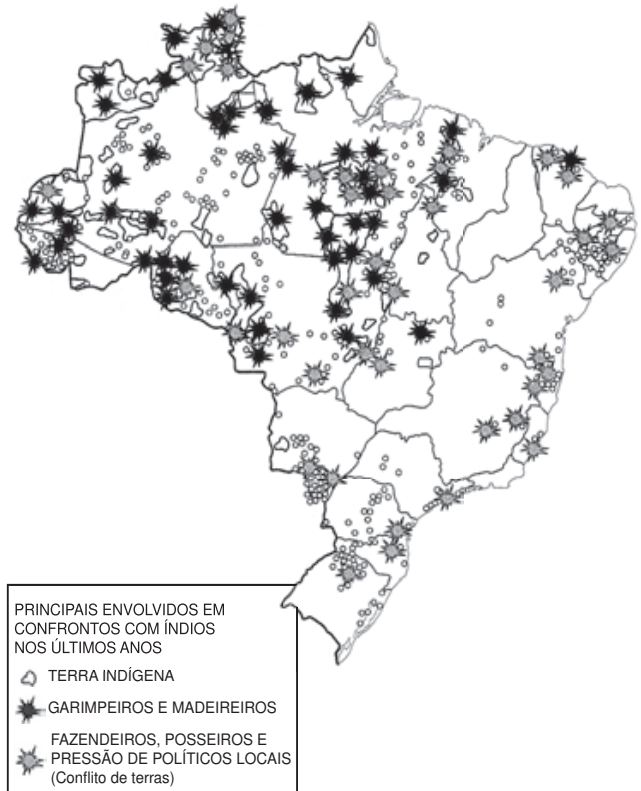 PRINCIPAIS ENVOLVIDOS EM
CONFRONTOS COM ÍNDIOS
NOS ÚLTIMOS ANOS
TERRA INDÍGENA
GARIMPEIROS E MADEIREIROS
FAZENDEIROS, POSSEIROS E
PRESSÃO DE POLÍTICOS LOCAIS
(Conflito de terras)